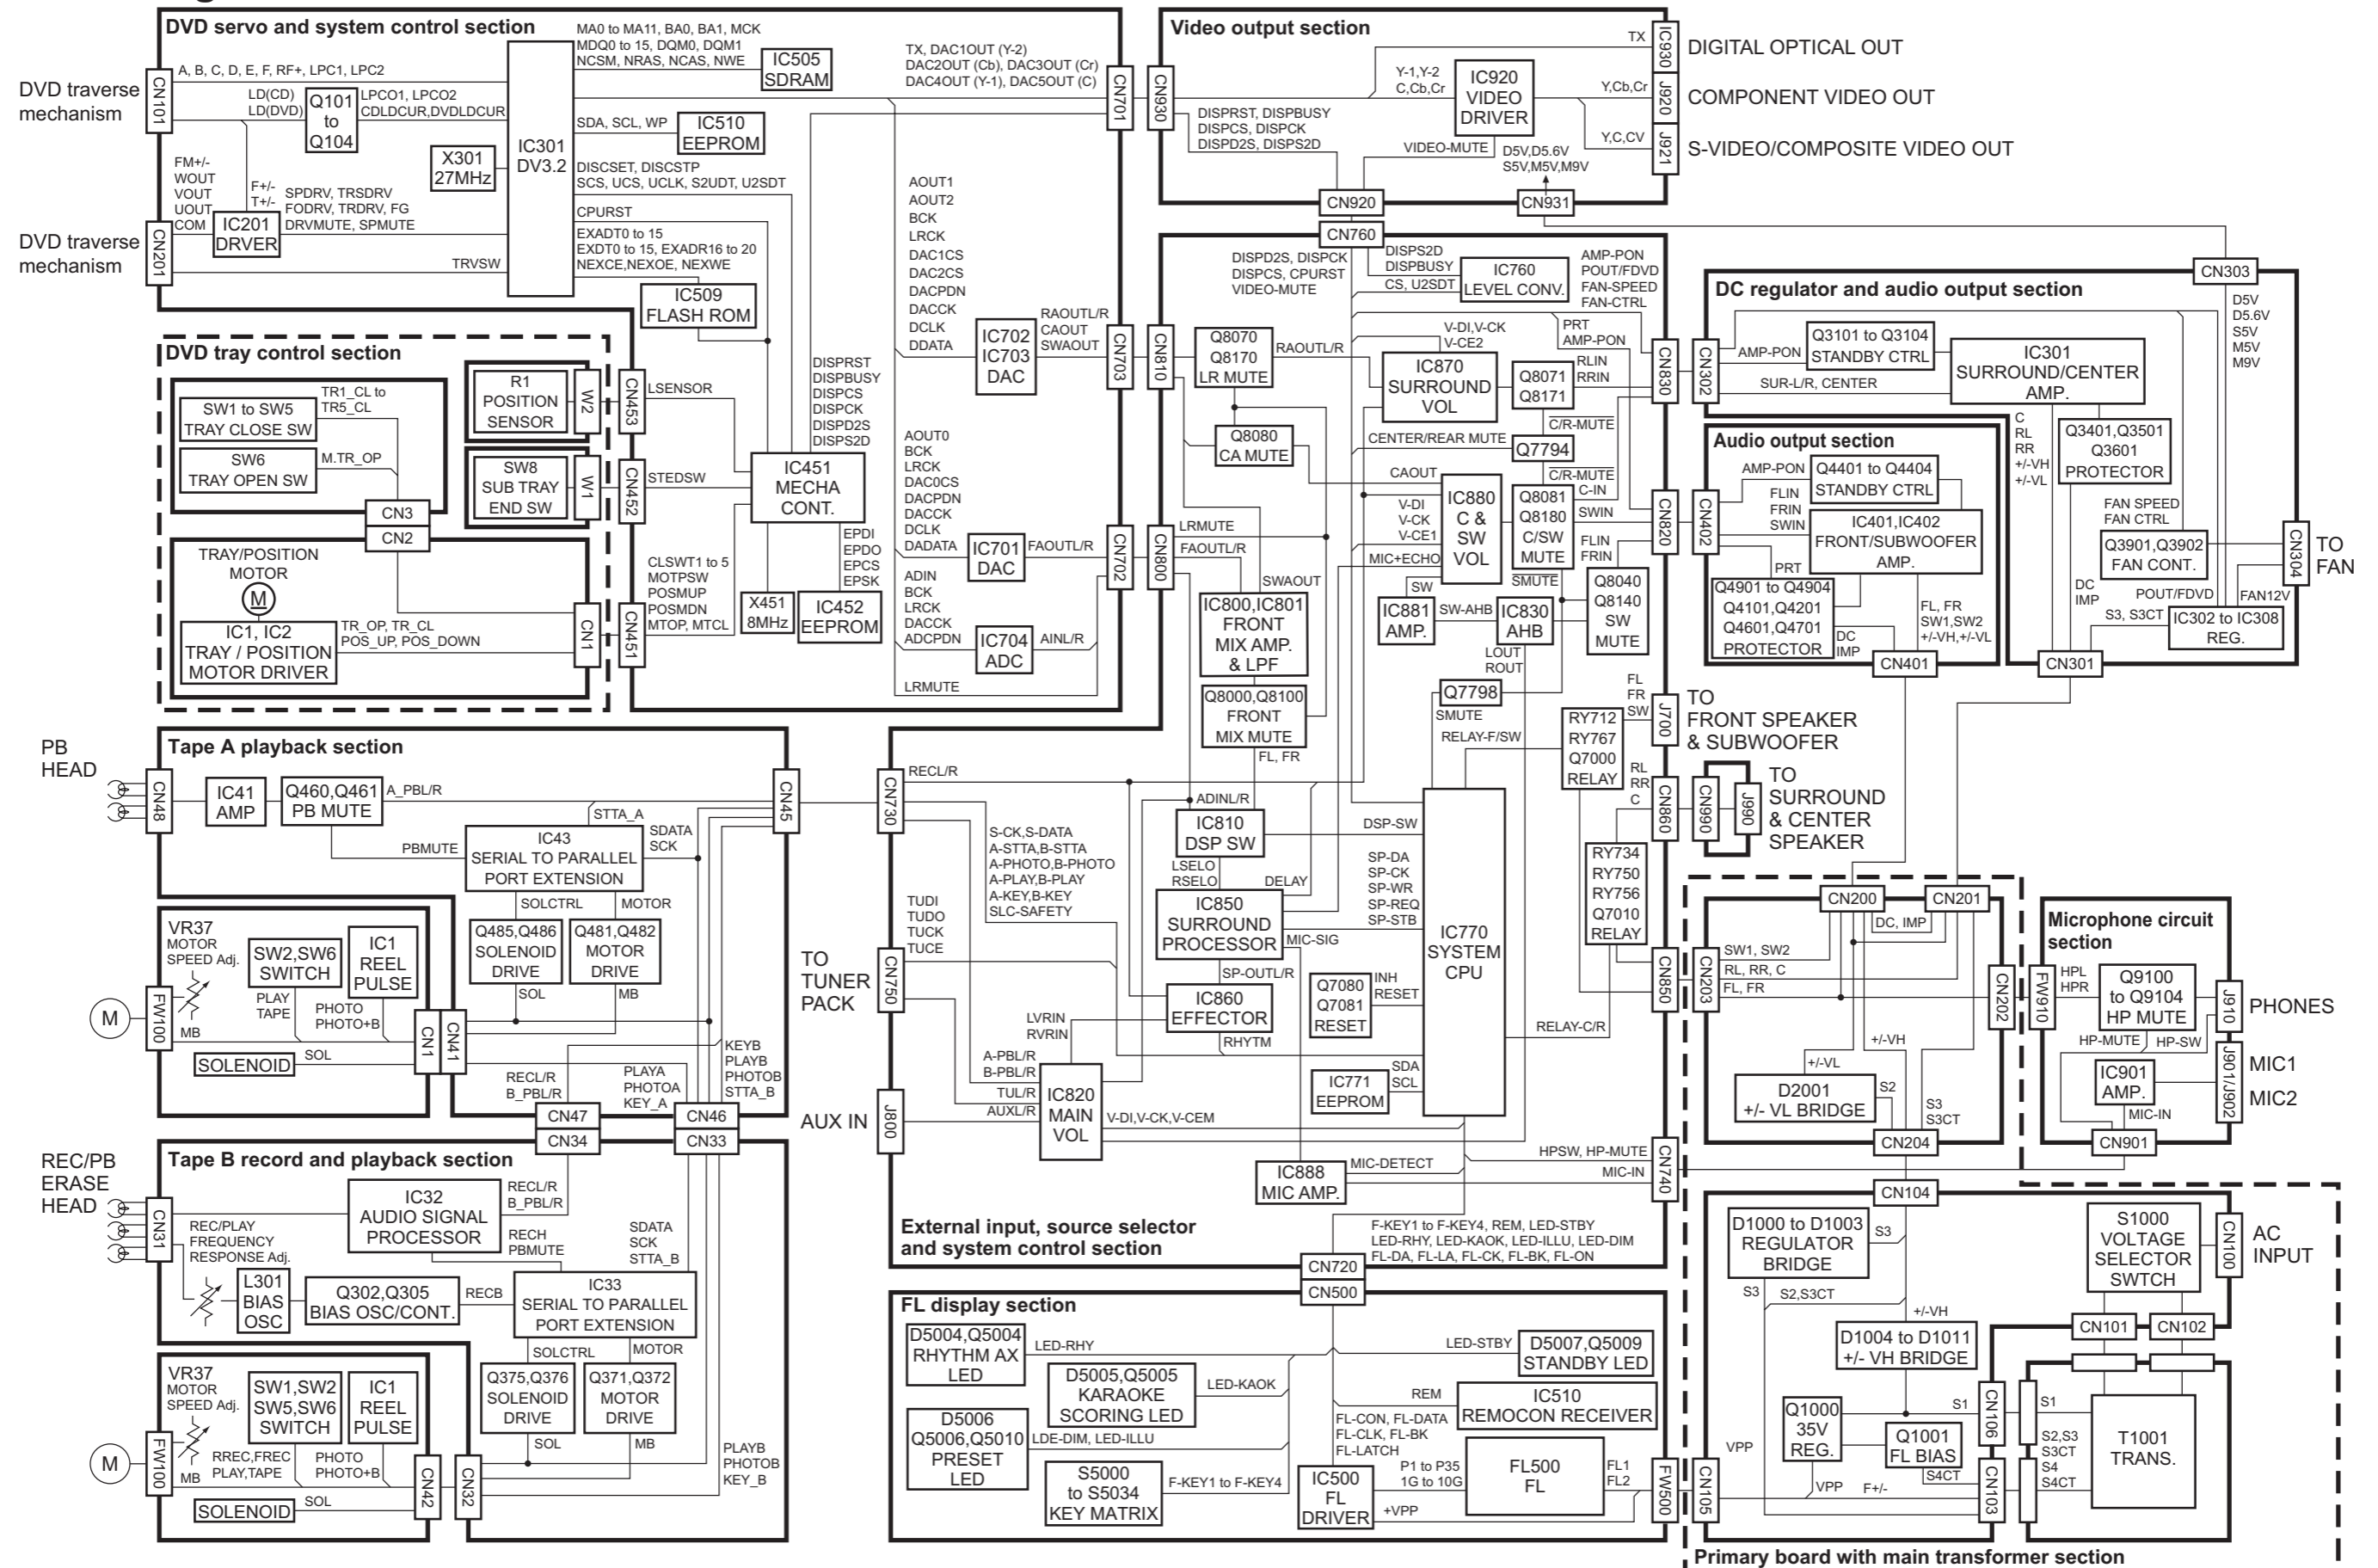 DVD servo and system control section
DVD traverse
mechanism
CN101
A, B, C, D, E, F, RF+, LPC1, LPC2
LD(CD)
LD(DVD)
Q101
to
Q104
LPCO1, LPCO2
CDLDCUR,DVDLDCUR
FM+/-
WOUT
VOUT
UOUT
COM
F+/-
T+/-
IC201
DRVER
SPDRV, TRSDRV
FODRV, TRDRV, FG
DRVMUTE, SPMUTE
DVD traverse
mechanism
CN201
TRVSW
X301
27MHz
IC301
DV3.2
MA0 to MA11, BA0, BA1, MCK
MDQ0 to 15, DQM0, DQM1
NCSM, NRAS, NCAS, NWE
IC505
SDRAM
SDA, SCL, WP
IC510
EEPROM
DISCSET, DISCSTP
SCS, UCS, UCLK, S2UDT, U2SDT
CPURST
EXADT0 to 15
EXDT0 to 15, EXADR16 to 20
NEXCE,NEXOE, NEXWE
IC509
FLASH ROM
TX, DAC1OUT (Y-2)
DAC2OUT (Cb), DAC3OUT (Cr)
DAC4OUT (Y-1), DAC5OUT (C)
CN701
AOUT1
AOUT2
BCK
LRCK
DAC1CS
DAC2CS
DACPDN
DACCK
DCLK
DDATA
IC702
IC703
DAC
RAOUTL/R
CAOUT
SWAOUT
CN703
DISPRST
DISPBUSY
DISPCS
DISPCK
DISPD2S
DISPS2D
AOUT0
BCK
LRCK
DAC0CS
DACPDN
DACCK
DCLK
DADATA
IC701
DAC
FAOUTL/R
CN702
ADIN
BCK
LRCK
DACCK
ADCPDN
IC704
ADC
AINL/R
LRMUTE
CN453
LSENSOR
CN452
STEDSW
IC451
MECHA
CONT.
CLSWT1 to 5
MOTPSW
POSMUP
POSMDN
MTOP, MTCL
CN451
X451
8MHz
EPDI
EPDO
EPCS
EPSK
IC452
EEPROM
DVD tray control section
SW1 to SW5
TRAY CLOSE SW
TR1_CL to
TR5_CL
SW6
TRAY OPEN SW
M.TR_OP
CN3
CN2
R1
POSITION
SENSOR
W2
SW8
SUB TRAY
END SW
W1
TRAY/POSITION
MOTOR
M
IC1, IC2
TRAY / POSITION
MOTOR DRIVER
TR_OP, TR_CL
POS_UP, POS_DOWN
CN1
Video output section
CN930
TX
IC930
DIGITAL OPTICAL OUT
Y-1,Y-2
C,Cb,Cr
IC920
VIDEO
DRIVER
Y,Cb,Cr
J920
COMPONENT VIDEO OUT
Y,C,CV
J921
S-VIDEO/COMPOSITE VIDEO OUT
DISPRST, DISPBUSY
DISPCS, DISPCK
DISPD2S, DISPS2D
VIDEO-MUTE
D5V,D5.6V
S5V,M5V,M9V
CN920
CN931
CN760
DISPD2S, DISPCK
DISPCS, CPURST
VIDEO-MUTE
DISPS2D
DISPBUSY
CS, U2SDT
IC760
LEVEL CONV.
AMP-PON
POUT/FDVD
FAN-SPEED
FAN-CTRL
PRT
AMP-PON
CN810
Q8070
Q8170
LR MUTE
RAOUTL/R
V-DI,V-CK
V-CE2
IC870
SURROUND
VOL
Q8071
Q8171
RLIN
RRIN
CN830
C/R-MUTE
CENTER/REAR MUTE
Q7794
C/R-MUTE
Q8080
CA MUTE
CAOUT
V-DI
V-CK
V-CE1
MIC+ECHO
IC880
C &
SW
VOL
Q8081
Q8180
C/SW
MUTE
C-IN
SWIN
CN820
FLIN
FRIN
SMUTE
Q8040
Q8140
SW
MUTE
SW
IC881
AMP.
SW-AHB
IC830
AHB
LOUT
ROUT
CN800
LRMUTE
FAOUTL/R
SWAOUT
IC800,IC801
FRONT
MIX AMP.
& LPF
Q8000,Q8100
FRONT
MIX MUTE
FL, FR
Q7798
SMUTE
RELAY-F/SW
RY712
RY767
Q7000
RELAY
FL
FR
SW
J700
TO
FRONT SPEAKER
& SUBWOOFER
RL
RR
C
CN860
CN990
J990
TO
SURROUND
& CENTER
SPEAKER
RY734
RY750
RY756
Q7010
RELAY
CN850
RELAY-C/R
CN730
RECL/R
S-CK,S-DATA
A-STTA,B-STTA
A-PHOTO,B-PHOTO
A-PLAY,B-PLAY
A-KEY,B-KEY
SLC-SAFETY
ADINL/R
IC810
DSP SW
DSP-SW
LSELO
RSELO
DELAY
IC850
SURROUND
PROCESSOR
SP-DA
SP-CK
SP-WR
SP-REQ
SP-STB
MIC-SIG
SP-OUTL/R
IC860
EFFECTOR
RHYTM
LVRIN
RVRIN
IC770
SYSTEM
CPU
Q7080
Q7081
RESET
INH
RESET
IC771
EEPROM
SDA
SCL
TO
TUNER
PACK
CN750
TUDI
TUDO
TUCK
TUCE
A-PBL/R
B-PBL/R
TUL/R
AUXL/R
IC820
MAIN
VOL
V-DI,V-CK,V-CEM
AUX IN
J800
IC888
MIC AMP.
MIC-DETECT
HPSW, HP-MUTE
MIC-IN
CN740
External input, source selector
and system control section
F-KEY1 to F-KEY4, REM, LED-STBY
LED-RHY, LED-KAOK, LED-ILLU, LED-DIM
FL-DA, FL-LA, FL-CK, FL-BK, FL-ON
CN720
CN500
DC regulator and audio output section
CN303
D5V
D5.6V
S5V
M5V
M9V
CN302
AMP-PON
Q3101 to Q3104
STANDBY CTRL
SUR-L/R, CENTER
IC301
SURROUND/CENTER
AMP.
C
RL
RR
+/-VH
+/-VL
Q3401,Q3501
Q3601
PROTECTOR
FAN SPEED
FAN CTRL
Q3901,Q3902
FAN CONT.
CN304
TO
FAN
DC
IMP
POUT/FDVD
FAN12V
S3, S3CT
IC302 to IC308
REG.
CN301
Audio output section
CN402
AMP-PON
Q4401 to Q4404
STANDBY CTRL
FLIN
FRIN
SWIN
IC401,IC402
FRONT/SUBWOOFER
AMP.
PRT
Q4901 to Q4904
Q4101,Q4201
Q4601,Q4701
PROTECTOR
DC
IMP
FL, FR
SW1,SW2
+/-VH,+/-VL
CN401
Tape A playback section
PB
HEAD
CN48
IC41
AMP
Q460,Q461
PB MUTE
A_PBL/R
CN45
STTA_A
PBMUTE
IC43
SERIAL TO PARALLEL
PORT EXTENSION
SDATA
SCK
SOLCTRL
MOTOR
Q485,Q486
SOLENOID
DRIVE
Q481,Q482
MOTOR
DRIVE
SOL
MB
VR37
MOTOR
SPEED Adj.
SW2,SW6
SWITCH
IC1
REEL
PULSE
PLAY
TAPE
PHOTO
PHOTO+B
M
FW100
MB
SOLENOID
SOL
CN1
CN41
RECL/R
B_PBL/R
PLAYA
PHOTOA
KEY_A
KEYB
PLAYB
PHOTOB
STTA_B
CN47
CN46
CN34
CN33
Tape B record and playback section
REC/PB
ERASE
HEAD
CN31
IC32
AUDIO SIGNAL
PROCESSOR
RECL/R
B_PBL/R
REC/PLAY
FREQUENCY
RESPONSE Adj.
RECH
PBMUTE
SDATA
SCK
STTA_B
L301
BIAS
OSC
Q302,Q305
BIAS OSC/CONT.
RECB
IC33
SERIAL TO PARALLEL
PORT EXTENSION
SOLCTRL
MOTOR
Q375,Q376
SOLENOID
DRIVE
Q371,Q372
MOTOR
DRIVE
SOL
MB
VR37
MOTOR
SPEED Adj.
SW1,SW2
SW5,SW6
SWITCH
IC1
REEL
PULSE
RREC,FREC
PLAY,TAPE
PHOTO
PHOTO+B
M
FW100
MB
SOLENOID
SOL
CN42
CN32
PLAYB
PHOTOB
KEY_B
FL display section
D5004,Q5004
RHYTHM AX
LED
LED-RHY
D5005,Q5005
KARAOKE
SCORING LED
LED-KAOK
D5006
Q5006,Q5010
PRESET
LED
LDE-DIM, LED-ILLU
S5000
to S5034
KEY MATRIX
F-KEY1 to F-KEY4
LED-STBY
D5007,Q5009
STANDBY LED
REM
IC510
REMOCON RECEIVER
FL-CON, FL-DATA
FL-CLK, FL-BK
FL-LATCH
IC500
FL
DRIVER
P1 to P35
1G to 10G
+VPP
FL500
FL
FL1
FL2
FW500
CN200
CN201
DC, IMP
CN203
SW1, SW2
RL, RR, C
FL, FR
CN202
+/-VL
+/-VH
D2001
+/- VL BRIDGE
S2
S3
S3CT
CN204
Microphone circuit
section
FW910
HPL
HPR
Q9100
to Q9104
HP MUTE
J910
PHONES
HP-MUTE
HP-SW
IC901
AMP.
MIC-IN
J901/J902
MIC1
MIC2
CN901
CN104
D1000 to D1003
REGULATOR
BRIDGE
S3
S3
S2,S3CT
S1000
VOLTAGE
SELECTOR
SWTCH
CN100
AC
INPUT
CN101
CN102
+/-VH
D1004 to D1011
+/- VH BRIDGE
Q1000
35V
REG.
Q1001
FL BIAS
S1
CN106
S4CT
VPP
VPP
F+/-
CN105
CN103
S1
S2,S3
S3CT
S4
S4CT
T1001
TRANS.
Primary board with main transformer section